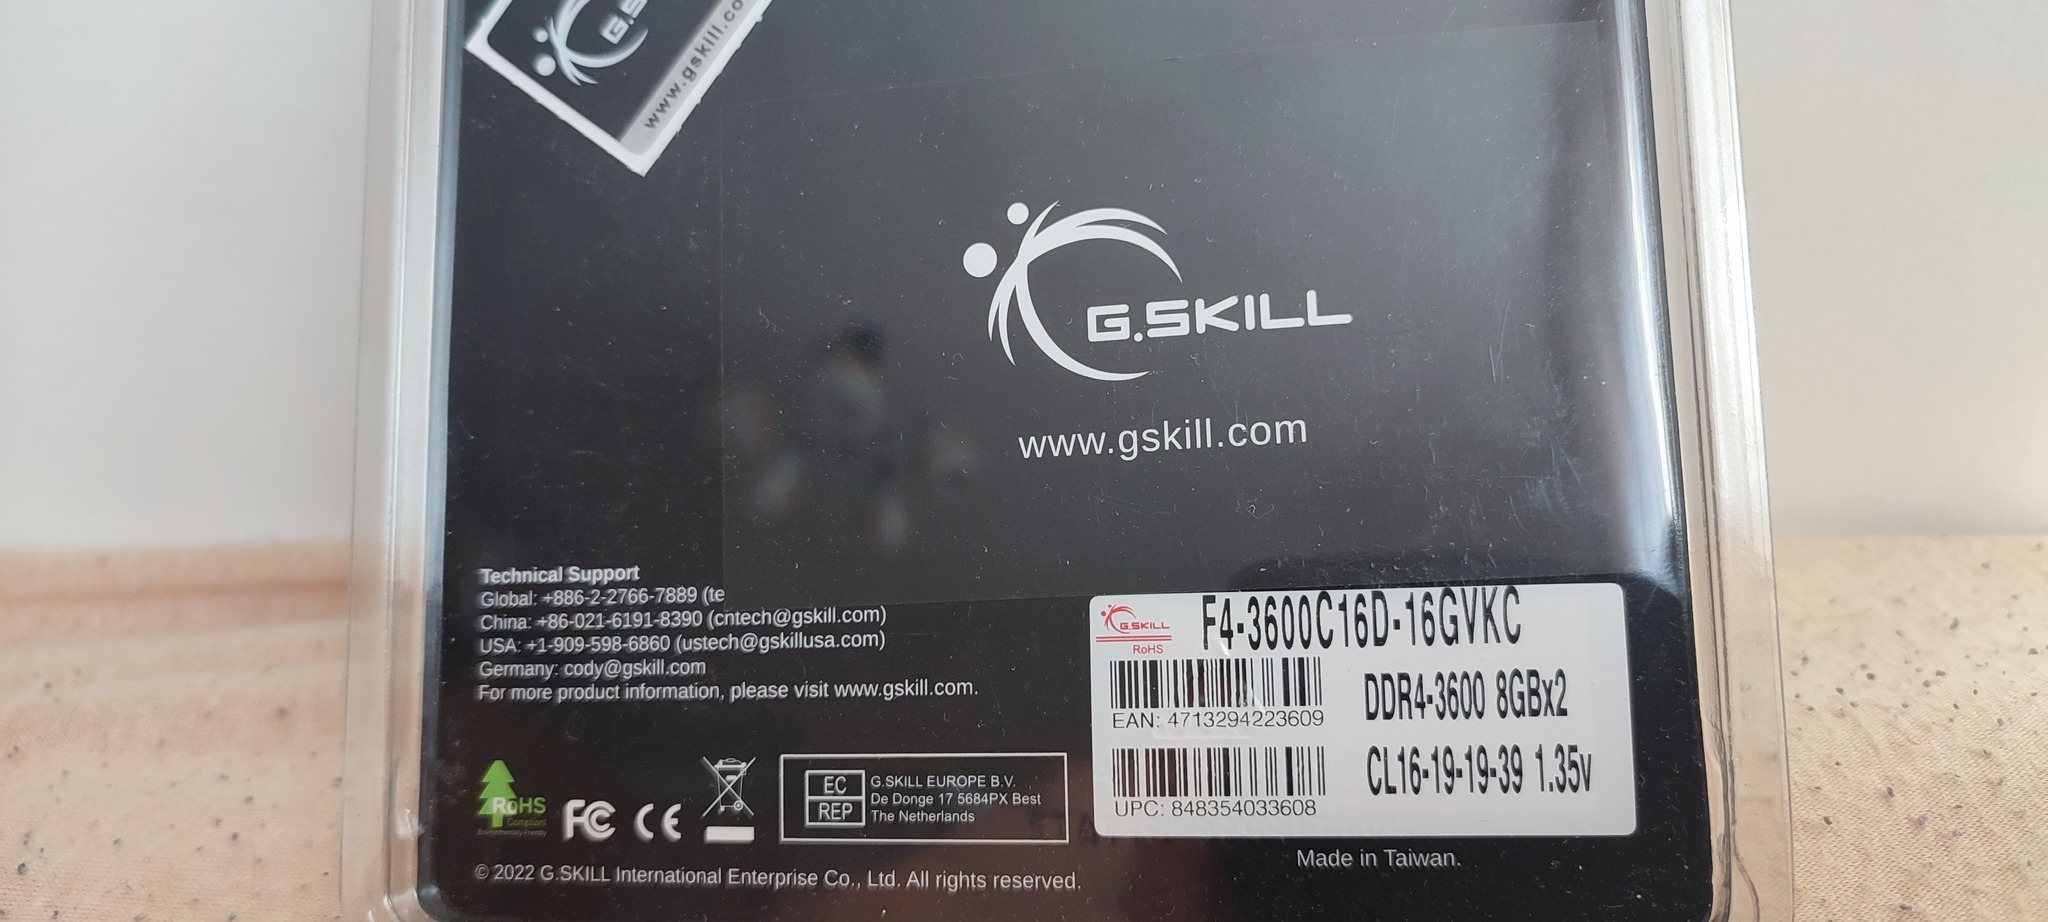 G.S
www.gskill.co
G.SKILL
www.gskill.com
Technical Support
Global: +886-2-2766-7889 (te
China: +86-021-6191-8390 (cntech@gskill.com)
USA: +1-909-598-6860 (ustech@gskillusa.com)
Germany: cody@gskill.com
For more product information, please visit www.gskill.com.
RoHS
Compliant
Environmentally Friendly
FC
CE
EC
REP
G.SKILL EUROPE B.V.
De Donge 17 5684PX Best
The Netherlands
© 2022 G.SKILL International Enterprise Co., Ltd. All rights reserved.
G.SKILL
RoHS
F4-3600C16D-16GVKC
EAN: 4713294223609
DDR4-3600 8GBx2
UPC: 848354033608
CL16-19-19-39 1.35v
Made in Taiwan.